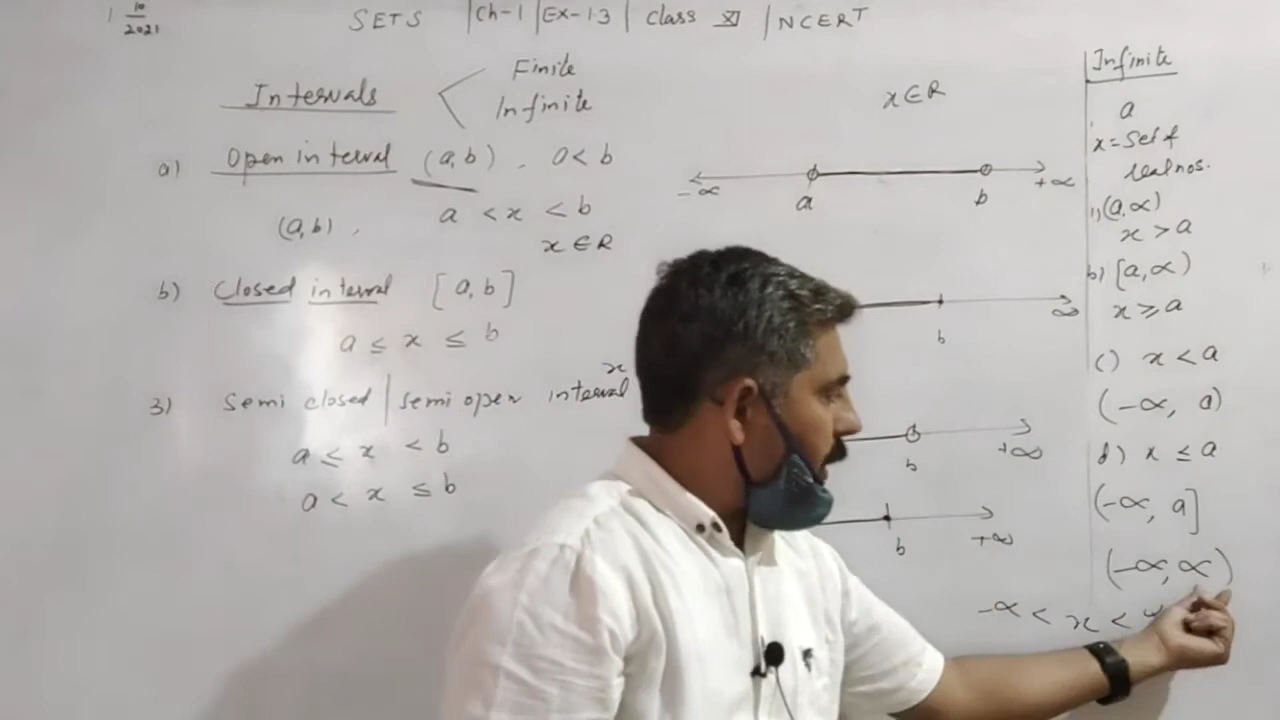 1 10/2021
SETS | Ch-1 | Ex-1.3 | Class XI | NCERT
Intervals
Finite
Infinite
a) Open interval (a,b), a < b
(a,b),
a < x < b
x ∈ R
b) Closed interval [a,b]
a ≤ x ≤ b
3) Semi closed | semi open interval
x
a ≤ x < b
a < x ≤ b
x ∈ R
-∞ a b +∞
b ∞
b +∞
b +∞
Infinite
a
x = Set of
real nos.
(a,∞)
x > a
b) [a,∞)
x ≥ a
c) x < a
(-∞, a)
d) x ≤ a
(-∞, a]
(-∞, ∞)
-∞ < x <